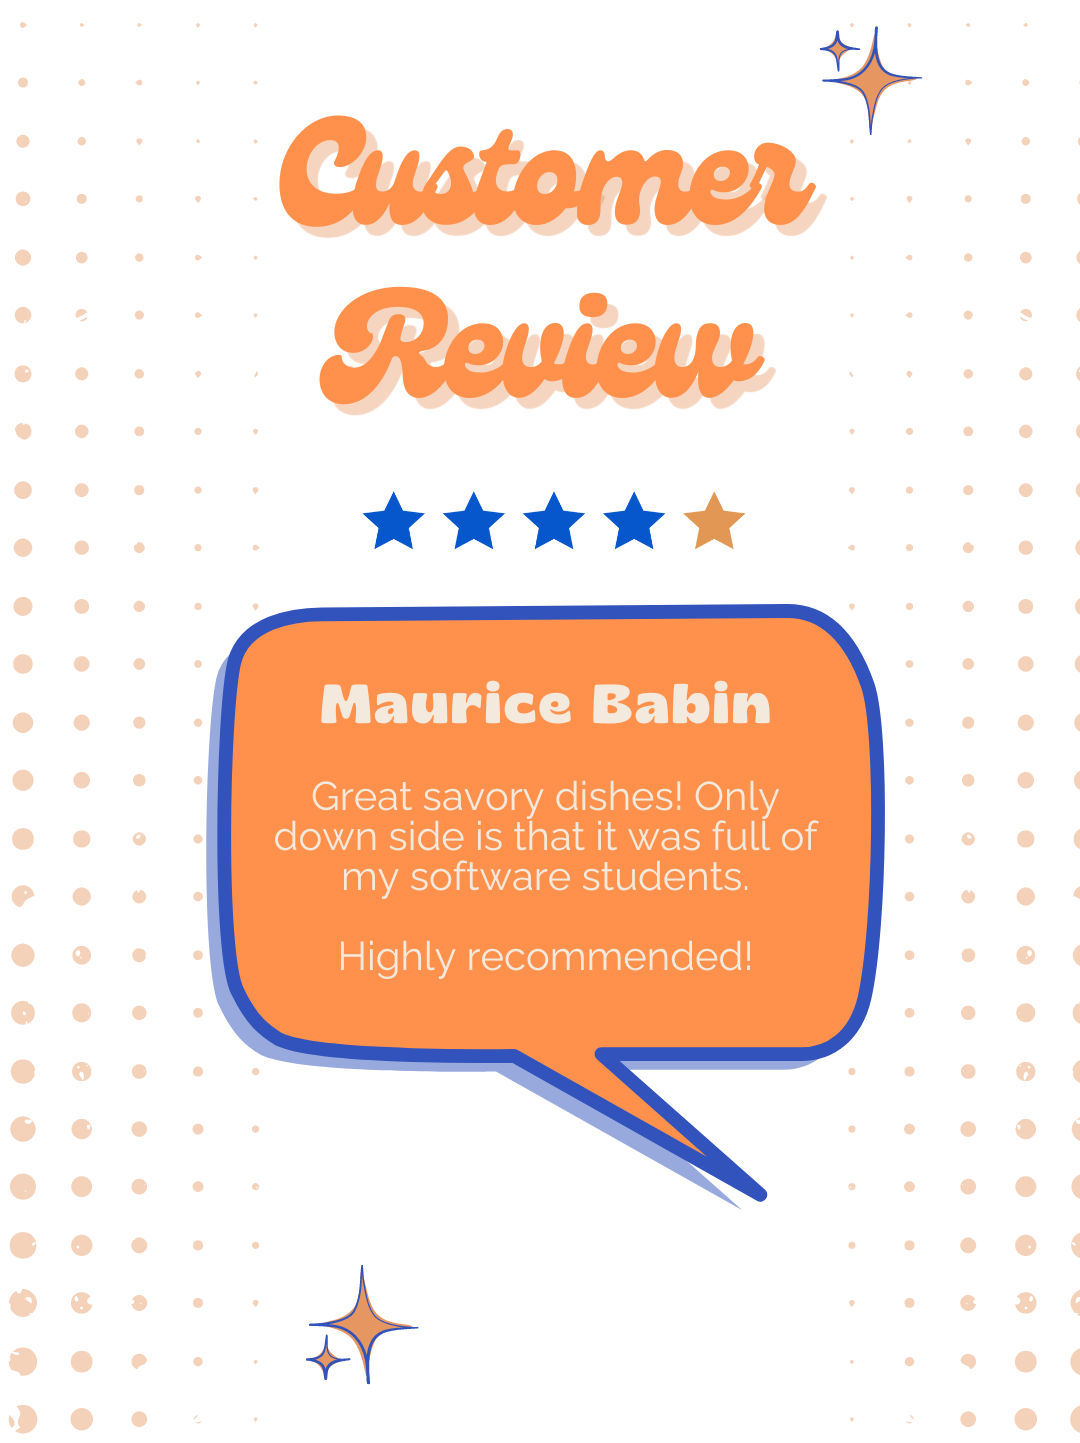 Customer
Review
Maurice Babin
Great savory dishes! Only
down side is that it was full of
my software students.
Highly recommended!